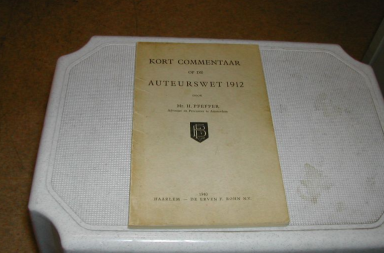 KORT COMMENTAAR
OP DE
AUTEURSWET 1912
DOOR
Mr. H. PFEFFER
HAARLEM — DE ERVEN F. BOHN N.V.